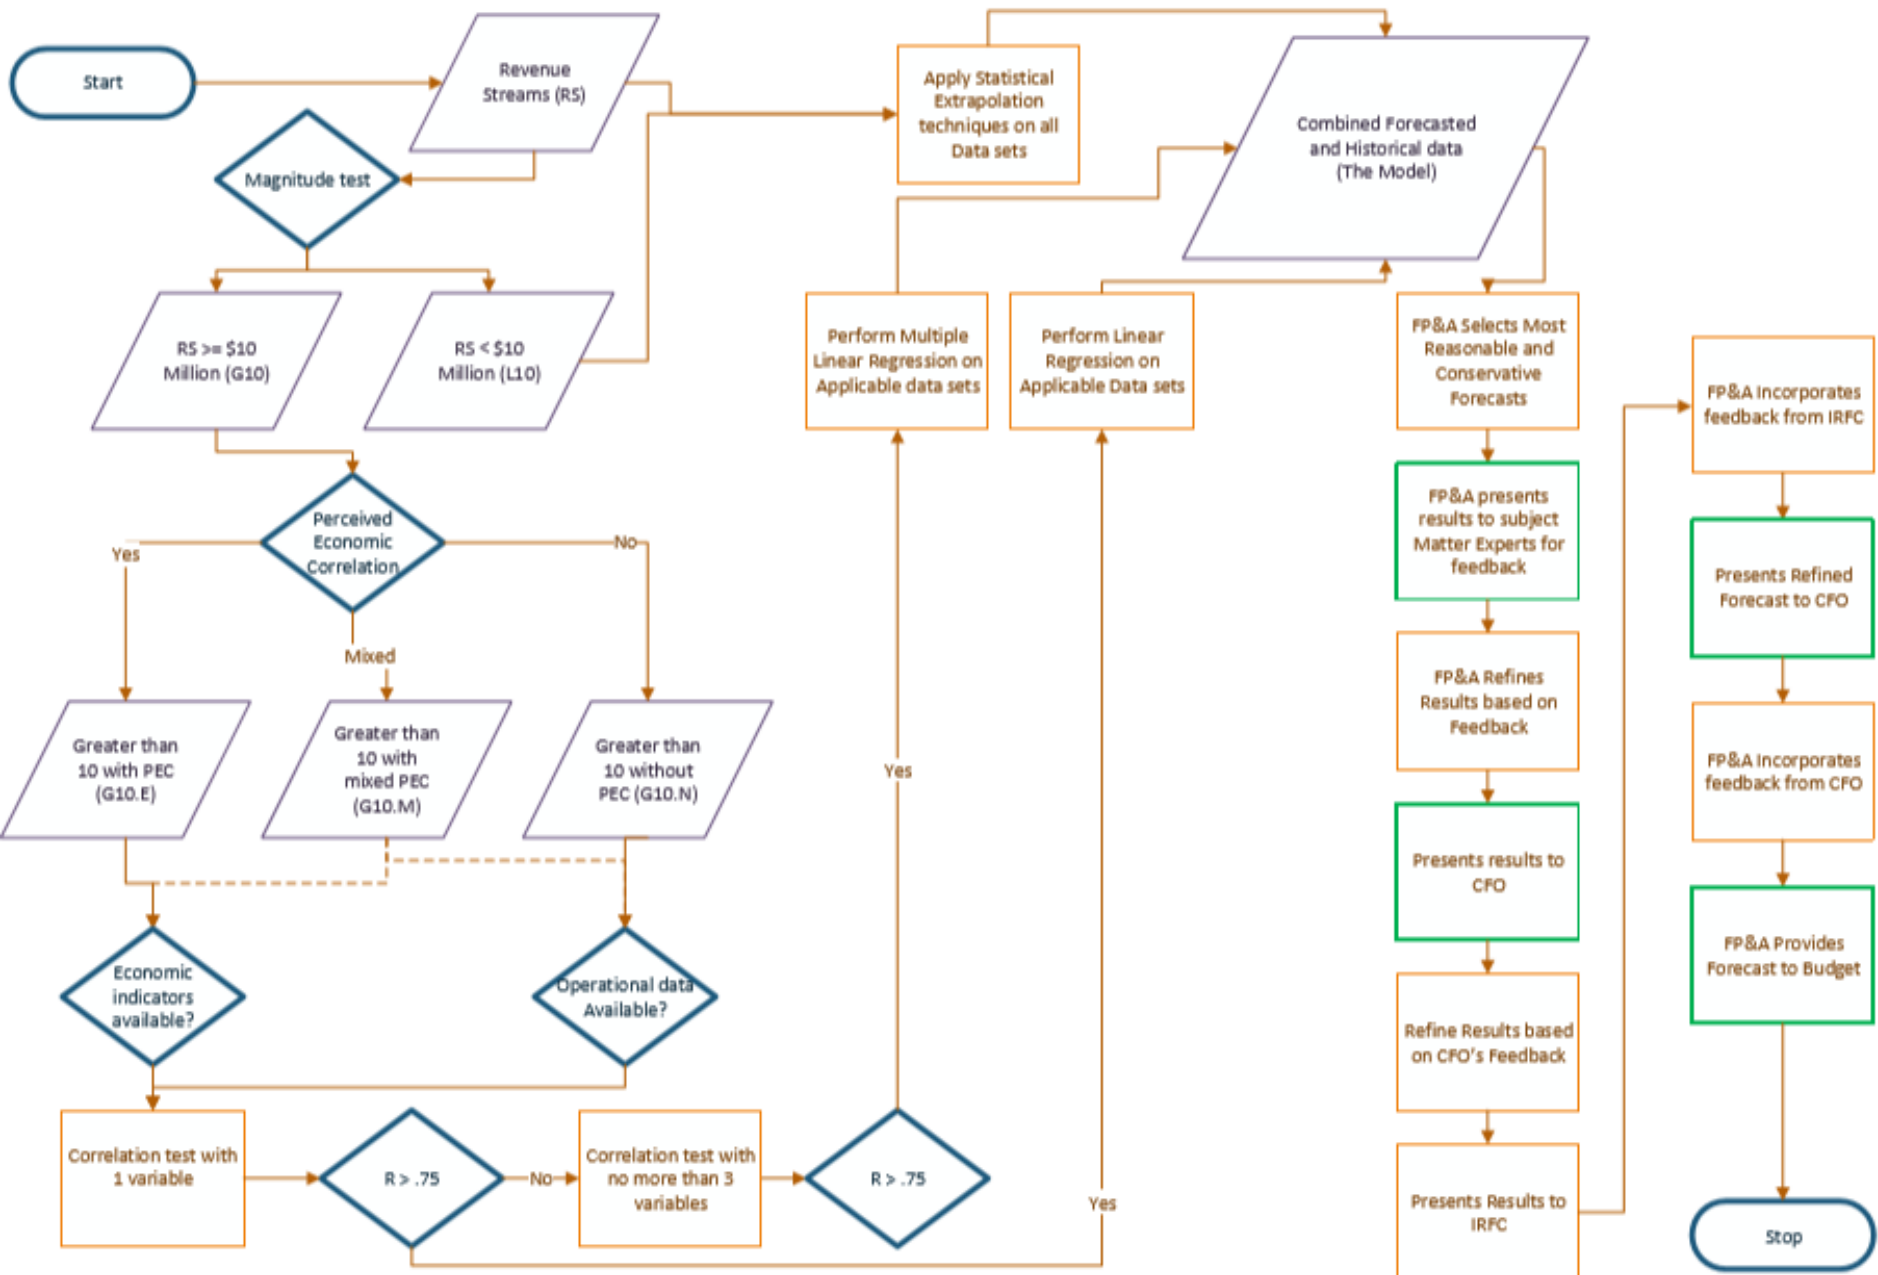 Start
Revenue
Streams (RS)
Magnitude test
RS >= $10
Million (G10)
RS < $10
Million (L10)
Perceived
Economic
Correlation
Yes
Mixed
No
Greater than
10 with PEC
(G10.E)
Greater than
10 with
mixed PEC
(G10.M)
Greater than
10 without
PEC (G10.N)
Economic
indicators
available?
Operational data
Available?
Correlation test with
1 variable
R > .75
No
Correlation test with
no more than 3
variables
R > .75
Yes
Yes
Perform Multiple
Linear Regression on
Applicable data sets
Perform Linear
Regression on
Applicable Data sets
Apply Statistical
Extrapolation
techniques on all
Data sets
Combined Forecasted
and Historical data
(The Model)
FP&A Selects Most
Reasonable and
Conservative
Forecasts
FP&A presents
results to subject
Matter Experts for
feedback
FP&A Refines
Results based on
Feedback
Presents results to
CFO
Refine Results based
on CFO's Feedback
Presents Results to
IRFC
FP&A Incorporates
feedback from IRFC
Presents Refined
Forecast to CFO
FP&A Incorporates
feedback from CFO
FP&A Provides
Forecast to Budget
Stop